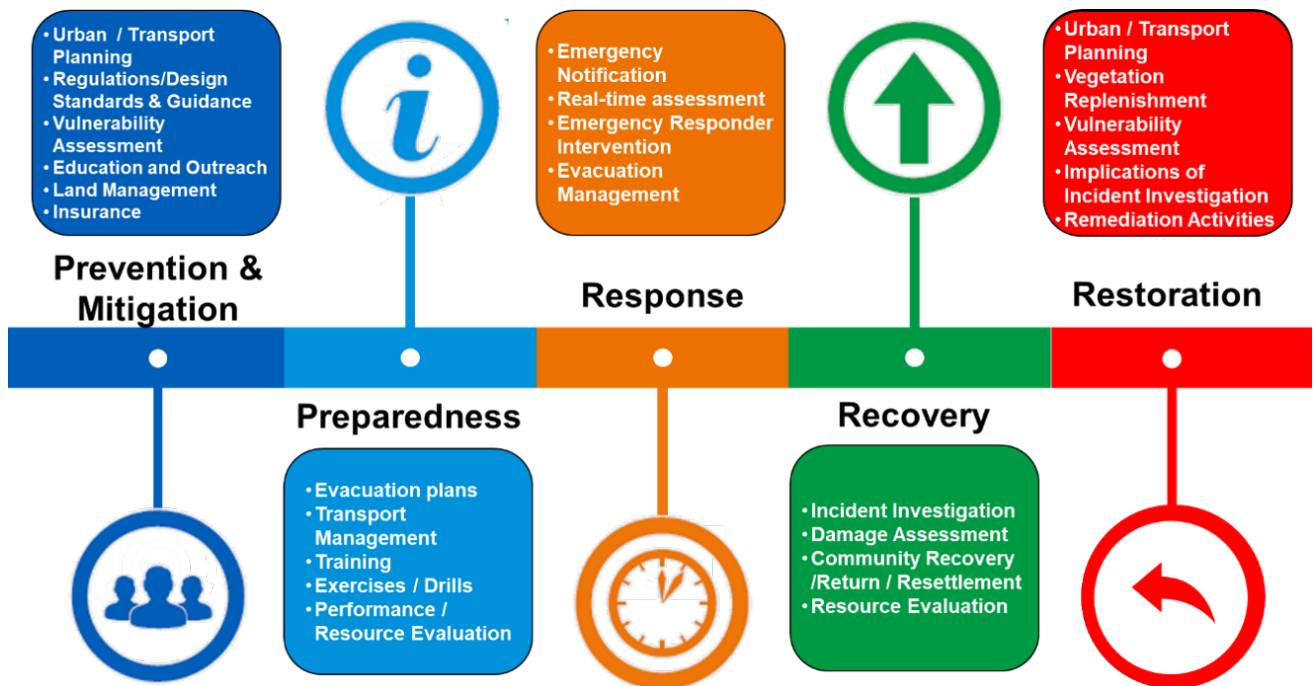 • Urban / Transport
Planning
• Regulations/Design
Standards & Guidance
• Vulnerability
Assessment
• Education and Outreach
• Land Management
• Insurance
Prevention &
Mitigation
i
Preparedness
• Evacuation plans
• Transport
Management
• Training
• Exercises / Drills
• Performance /
Resource Evaluation
• Emergency
Notification
• Real-time assessment
• Emergency Responder
Intervention
• Evacuation
Management
Response
Recovery
• Incident Investigation
• Damage Assessment
• Community Recovery
/Return / Resettlement
• Resource Evaluation
• Urban / Transport
Planning
• Vegetation
Replenishment
• Vulnerability
Assessment
• Implications of
Incident Investigation
• Remediation Activities
Restoration